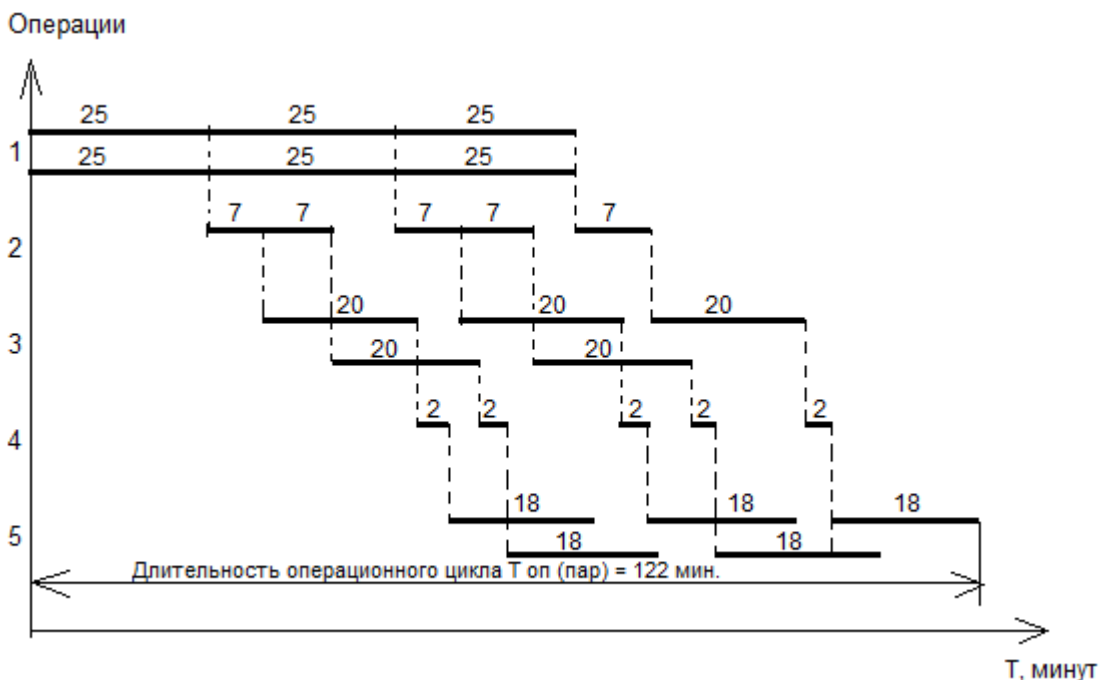 Операции
25 25 25
1
25 25 25
7 7 7 7 7
2
20 20 20
3
20 20
2 2 2 2 2
4
18 18 18
5
18 18
Длительность операционного цикла Т оп (пар) = 122 мин.
Т, минут